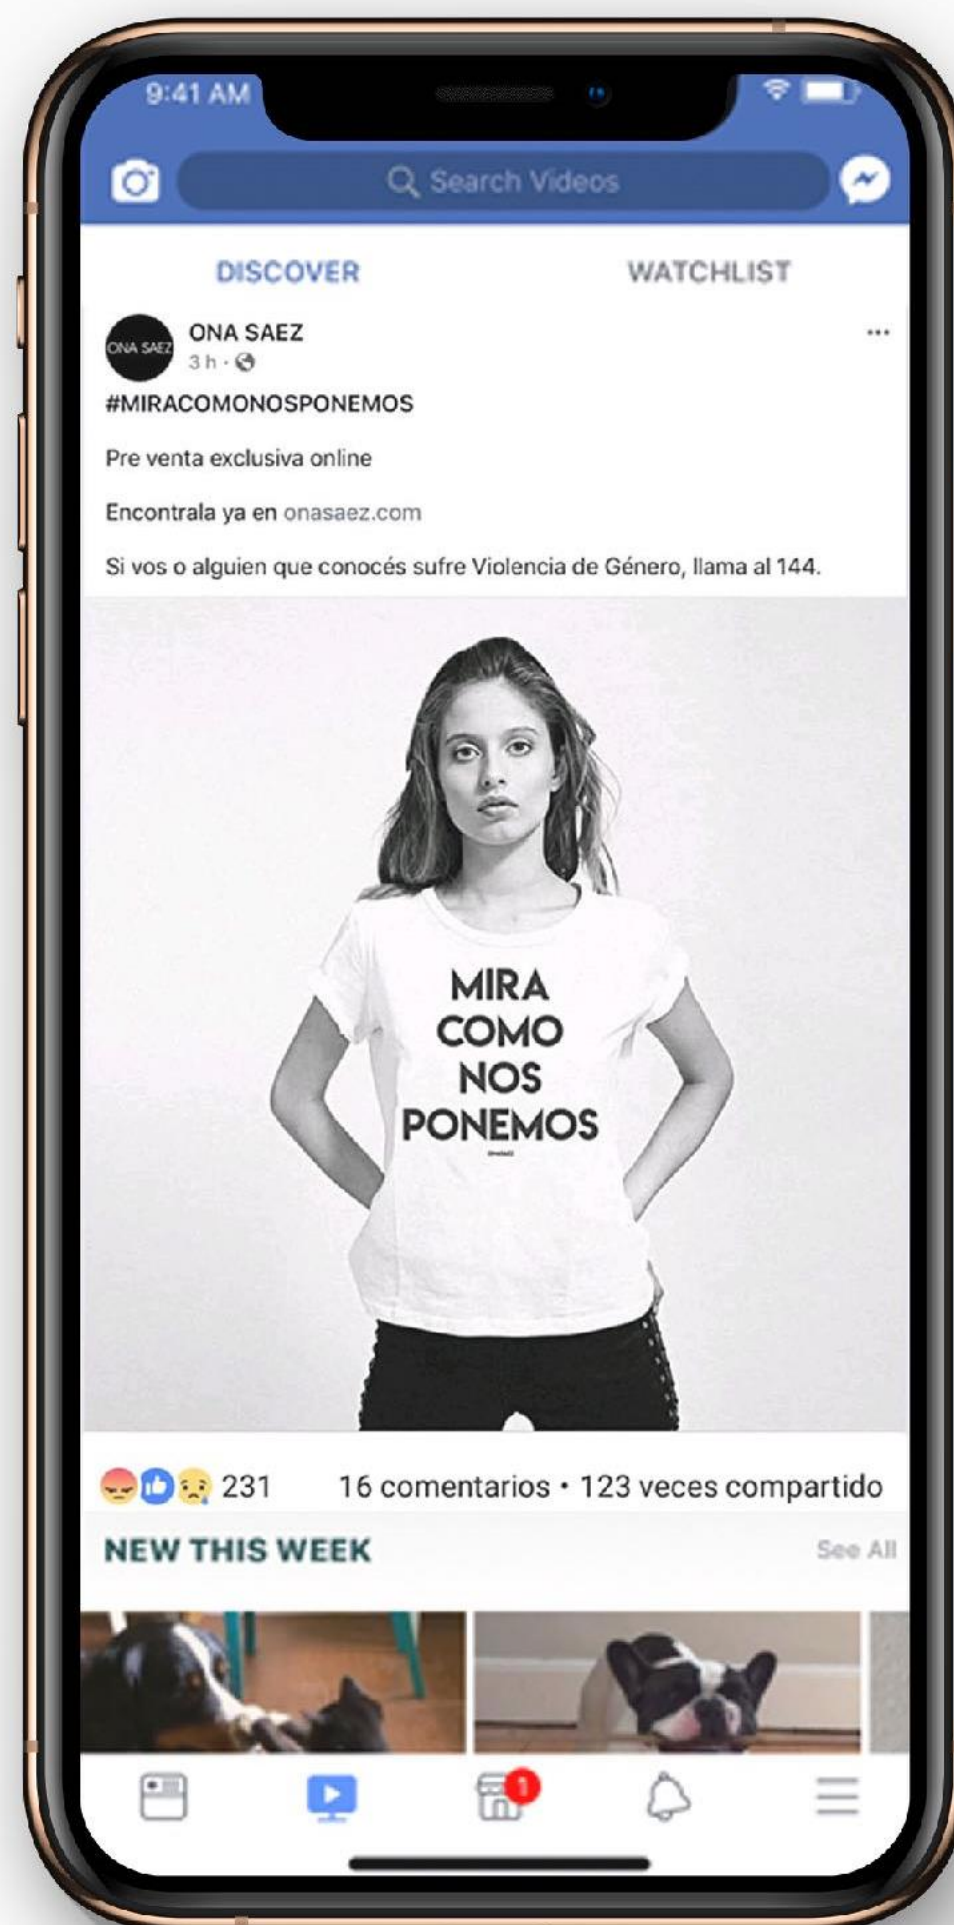 9:41 AM
Search Videos
DISCOVER
WATCHLIST
ONA SAEZ
ONA SAEZ
3 h ·
...
#MIRACOMONOSPONEMOS
Pre venta exclusiva online
Encontrala ya en onasaez.com
Si vos o alguien que conocés sufre Violencia de Género, llama al 144.
MIRA
COMO
NOS
PONEMOS
231
16 comentarios • 123 veces compartido
NEW THIS WEEK
See All
1